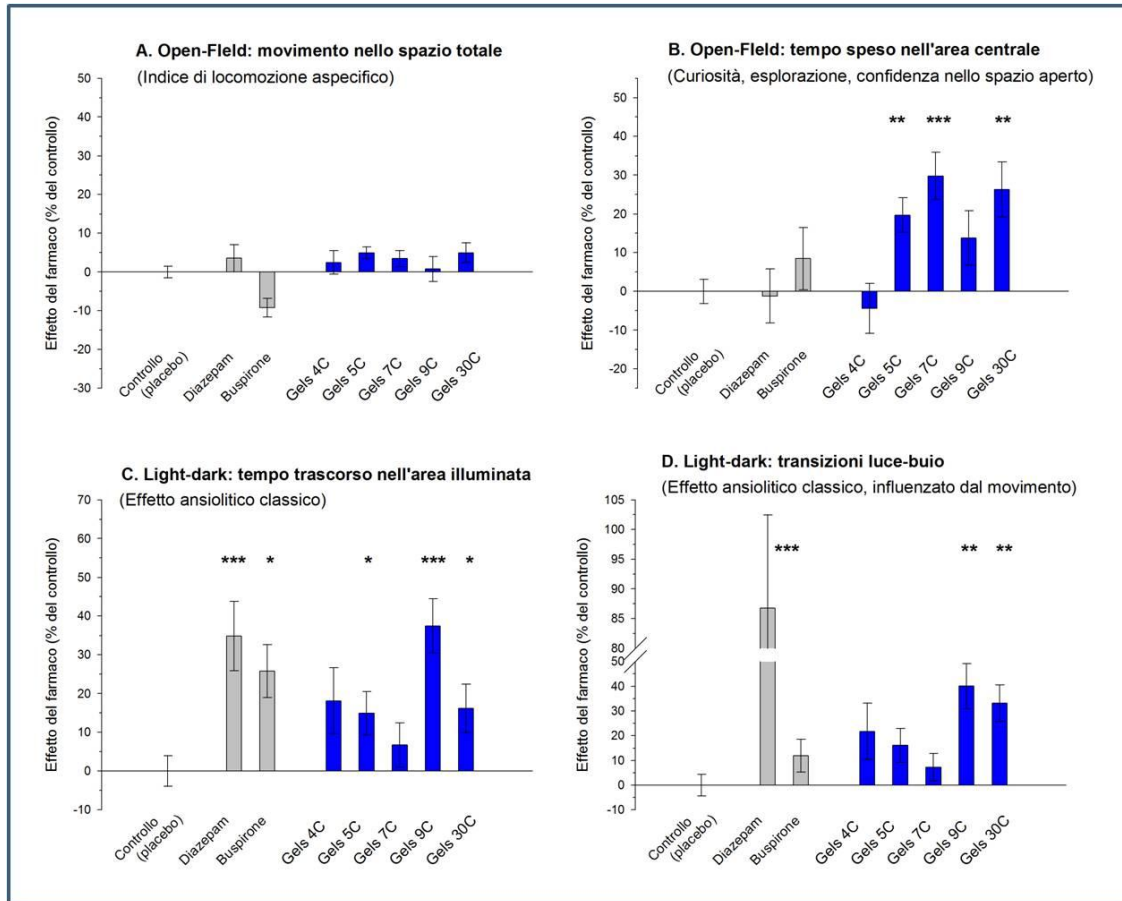 A. Open-FIeld: movimento nello spazio totale
(Indice di locomozione aspecifico)
Effetto del farmaco (% del controllo)
50
40
30
20
10
0
-10
-20
-30
Controllo
(placebo)
Diazepam
Buspirone
Gels 4C
Gels 5C
Gels 7C
Gels 9C
Gels 30C
B. Open-FIeld: tempo speso nell'area centrale
(Curiosità, esplorazione, confidenza nello spazio aperto)
Effetto del farmaco (% del controllo)
50
40
30
20
10
0
-10
-20
** *** **
Controllo
(placebo)
Diazepam
Buspirone
Gels 4C
Gels 5C
Gels 7C
Gels 9C
Gels 30C
C. Light-dark: tempo trascorso nell'area illuminata
(Effetto ansiolitico classico)
Effetto del farmaco (% del controllo)
70
60
50
40
30
20
10
0
-10
*** * * *** *
Controllo
(placebo)
Diazepam
Buspirone
Gels 4C
Gels 5C
Gels 7C
Gels 9C
Gels 30C
D. Light-dark: transizioni luce-buio
(Effetto ansiolitico classico, influenzato dal movimento)
Effetto del farmaco (% del controllo)
105
100
95
90
85
80
50
40
30
20
10
0
-10
*** ** **
Controllo
(placebo)
Diazepam
Buspirone
Gels 4C
Gels 5C
Gels 7C
Gels 9C
Gels 30C